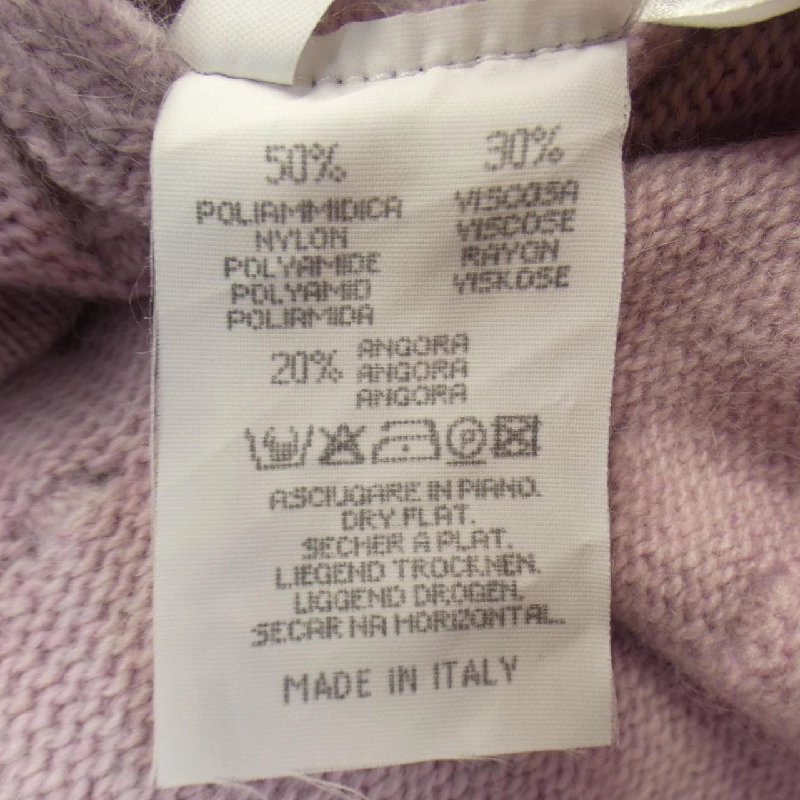 50%
POLIAMMIDICA
NYLON
POLYAMIDE
POLYAMID
POLIAMIDA
30%
VISCOSA
VISCOSE
RAYON
VISKOSE
20% ANGORA
ANGORA
ANGORA
P
ASCIUGARE IN PIANO.
DRY FLAT.
SECHER A PLAT.
LIEGEND TROCKNEN.
LIGGEND DROGEN.
SECAR NA HORIZONTAL.
MADE IN ITALY